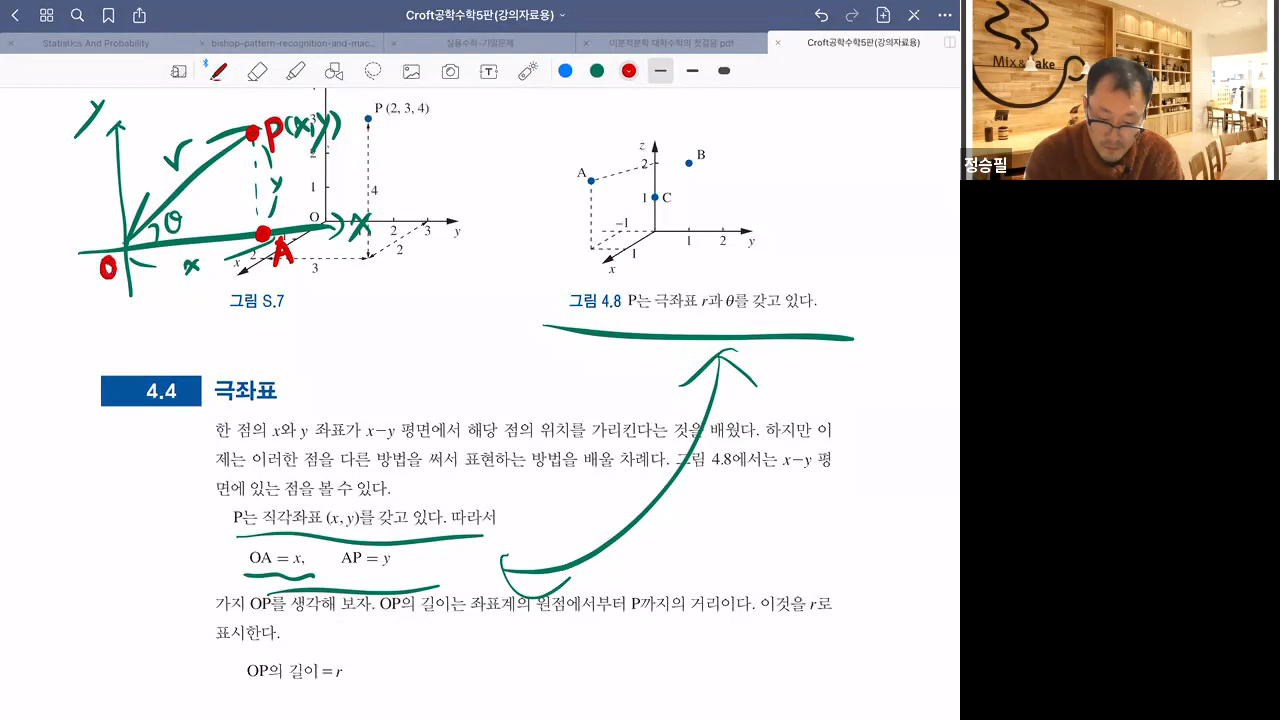 Croft공학수학5판(강의자료용)
Statistics And Probability
bishop-pattern-recognition-and-mac...
실용수학-기말문제
미분적분학 대학수학의 첫걸음.pdf
Croft공학수학5판(강의자료용)
Mix&
정승필
y
r
θ
P(x,y)
y
x
X
O
A
P (2, 3, 4)
3
2
1
O
4
1
2
3
y
2
2
x
3
z
2
A
B
1
C
−1
1
2
y
1
x
그림 S.7
그림 4.8 P는 극좌표 r과 θ를 갖고 있다.
4.4 극좌표
한 점의 x와 y 좌표가 x−y 평면에서 해당 점의 위치를 가리킨다는 것을 배웠다. 하지만 이
제는 이러한 점을 다른 방법을 써서 표현하는 방법을 배울 차례다. 그림 4.8에서는 x−y 평
면에 있는 점을 볼 수 있다.
P는 직각좌표 (x, y)를 갖고 있다. 따라서
OA = x, AP = y
가지 OP를 생각해 보자. OP의 길이는 좌표계의 원점에서부터 P까지의 거리이다. 이것을 r로
표시한다.
OP의 길이 = r